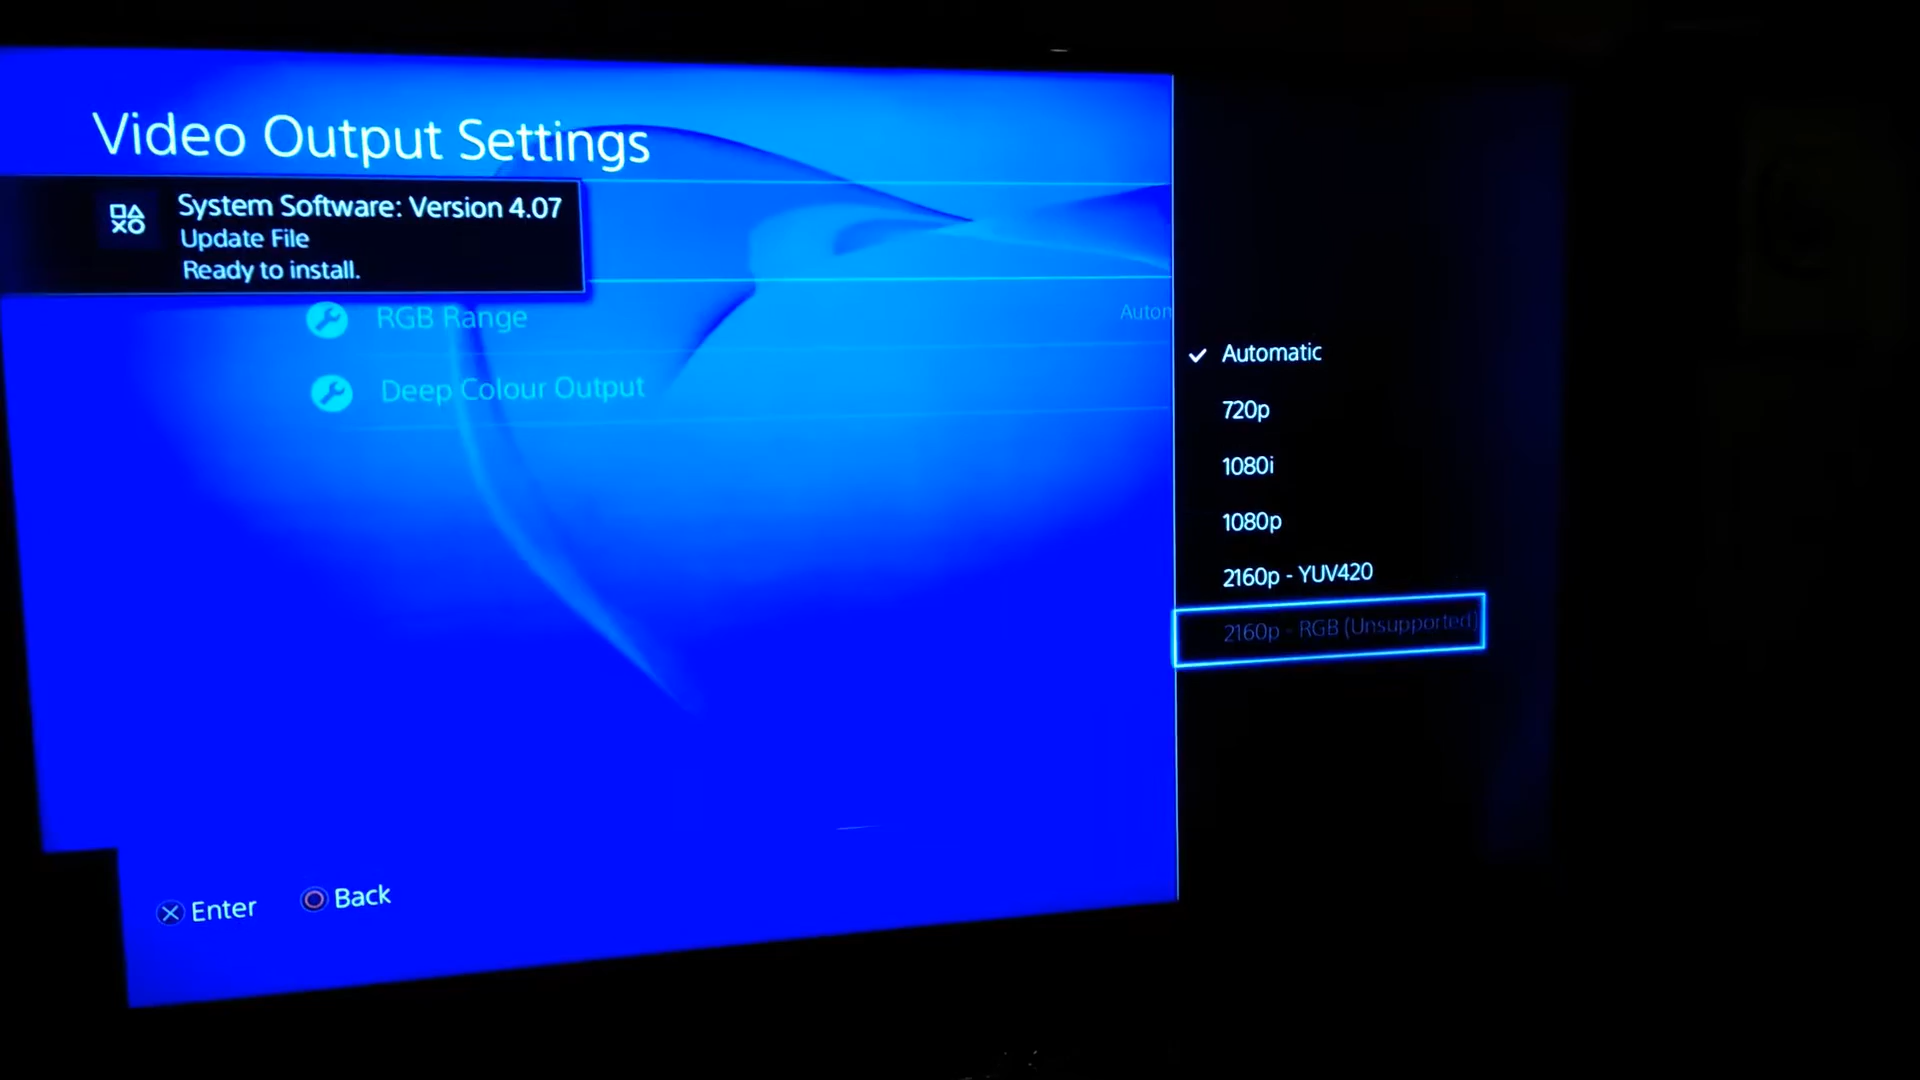 Video Output Settings
System Software: Version 4.07
Update File
Ready to install.
RGB Range
Autom
Deep Colour Output
Automatic
720p
1080i
1080p
2160p - YUV420
2160p - RGB (Unsupported)
Enter
Back